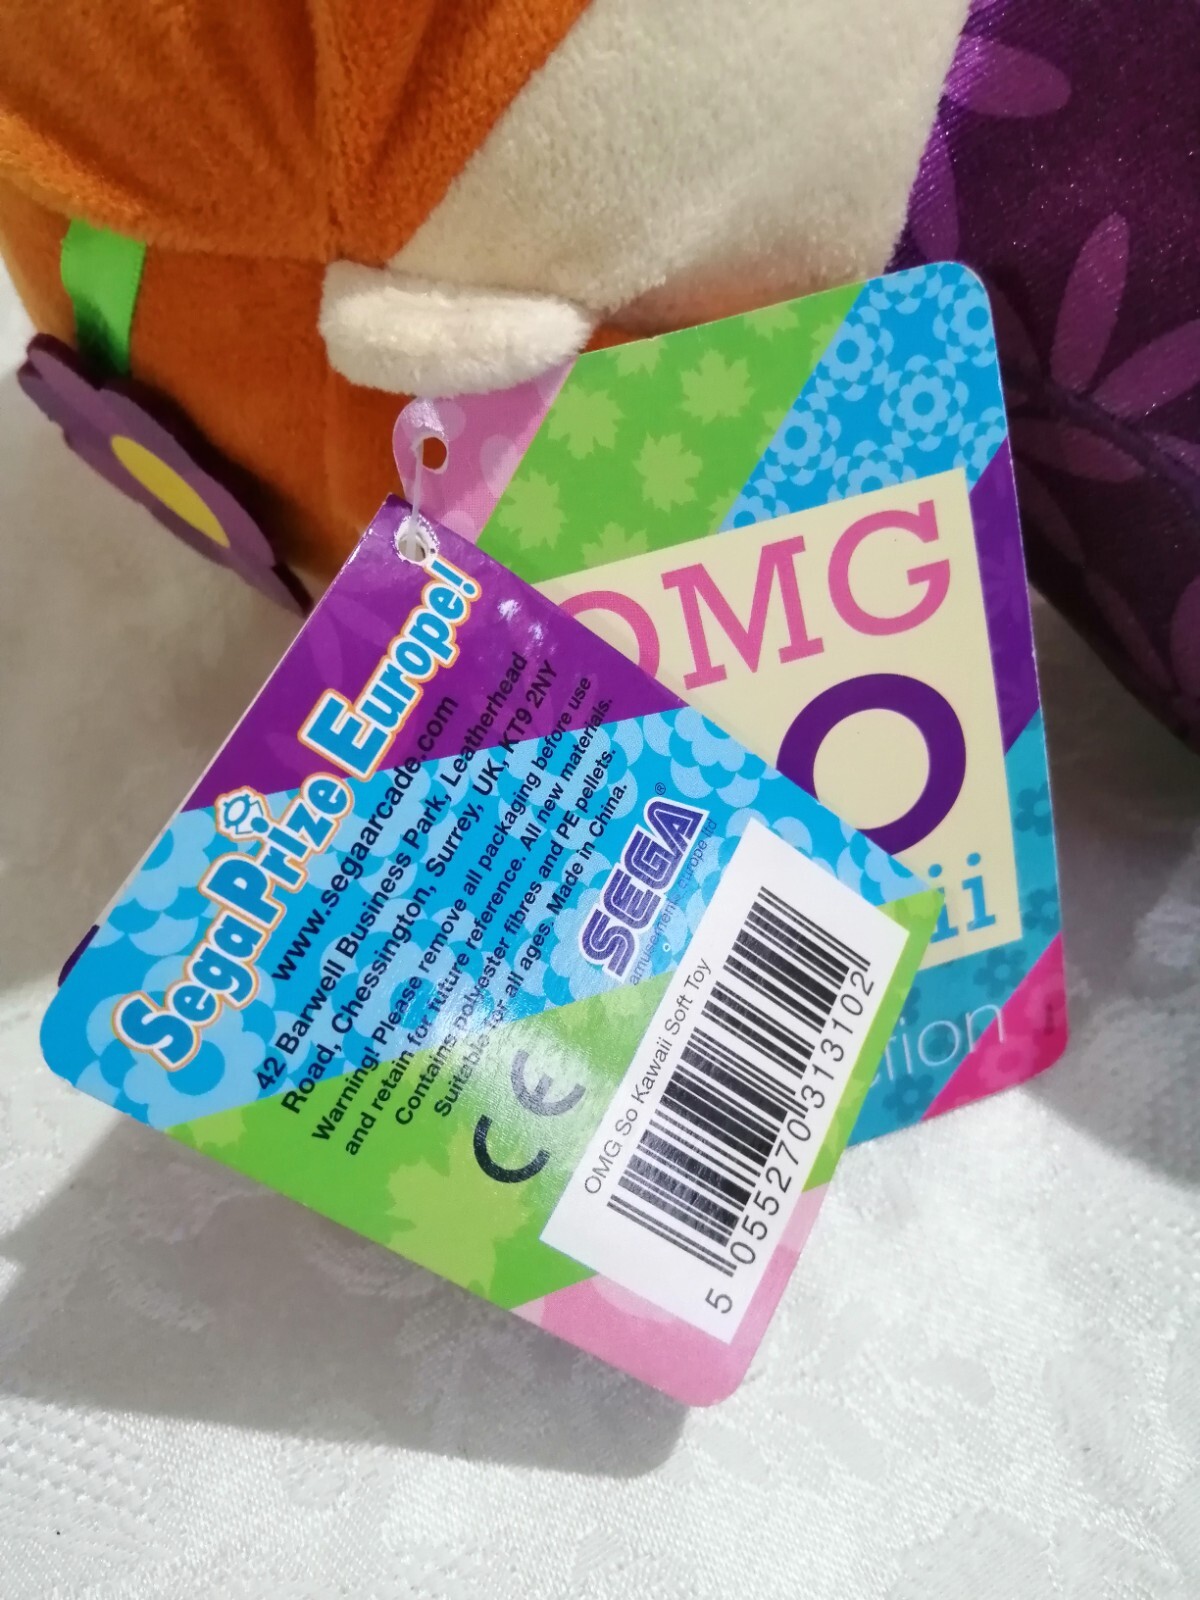 SegaPrize Europe!
www.segaarcade.com
42 Barwell Business Park, Leatherhead
Road, Chessington, Surrey, UK, KT9 2NY
Warning! Please remove all packaging before use
and retain for future reference. All new materials.
Contains polyester fibres and PE pellets.
Suitable for all ages. Made in China.
SEGA®
amusements europe ltd
CE
OMG So Kawaii Soft Toy
5 055270 313102
OMG
O
ii
ction